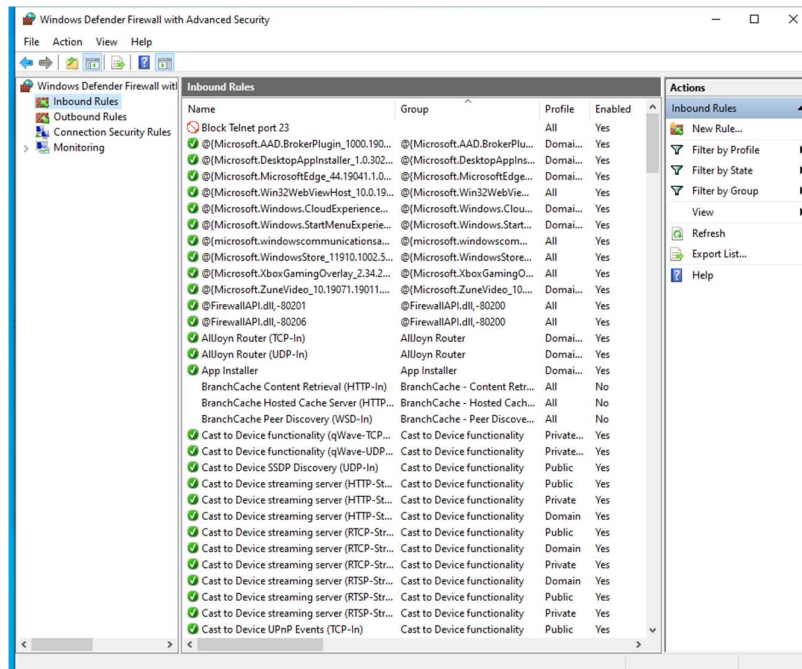 Windows Defender Firewall with Advanced Security
File Action View Help
Windows Defender Firewall witl
Inbound Rules
Outbound Rules
Connection Security Rules
Monitoring
Inbound Rules
Name Group Profile Enabled
Block Telnet port 23 All Yes
@{Microsoft.AAD.BrokerPlugin_1000.190... @{Microsoft.AAD.BrokerPlu... Domai... Yes
@{Microsoft.DesktopAppInstaller_1.0.302... @{Microsoft.DesktopAppIns... Domai... Yes
@{Microsoft.MicrosoftEdge_44.19041.1.0... @{Microsoft.MicrosoftEdge... Domai... Yes
@{Microsoft.Win32WebViewHost_10.0.19... @{Microsoft.Win32WebVie... All Yes
@{Microsoft.Windows.CloudExperience... @{Microsoft.Windows.Clou... Domai... Yes
@{Microsoft.Windows.StartMenuExperie... @{Microsoft.Windows.Start... Domai... Yes
@{microsoft.windowscommunicationsa... @{microsoft.windowscom... All Yes
@{Microsoft.WindowsStore_11910.1002.5... @{Microsoft.WindowsStore... All Yes
@{Microsoft.XboxGamingOverlay_2.34.2... @{Microsoft.XboxGamingO... All Yes
@{Microsoft.ZuneVideo_10.19071.19011.... @{Microsoft.ZuneVideo_10.... Domai... Yes
@FirewallAPI.dll,-80201 @FirewallAPI.dll,-80200 All Yes
@FirewallAPI.dll,-80206 @FirewallAPI.dll,-80200 All Yes
AllJoyn Router (TCP-In) AllJoyn Router Domai... Yes
AllJoyn Router (UDP-In) AllJoyn Router Domai... Yes
App Installer App Installer Domai... Yes
BranchCache Content Retrieval (HTTP-In) BranchCache - Content Retr... All No
BranchCache Hosted Cache Server (HTTP... BranchCache - Hosted Cach... All No
BranchCache Peer Discovery (WSD-In) BranchCache - Peer Discove... All No
Cast to Device functionality (qWave-TCP... Cast to Device functionality Private... Yes
Cast to Device functionality (qWave-UDP... Cast to Device functionality Private... Yes
Cast to Device SSDP Discovery (UDP-In) Cast to Device functionality Public Yes
Cast to Device streaming server (HTTP-St... Cast to Device functionality Public Yes
Cast to Device streaming server (HTTP-St... Cast to Device functionality Private Yes
Cast to Device streaming server (HTTP-St... Cast to Device functionality Domain Yes
Cast to Device streaming server (RTCP-Str... Cast to Device functionality Public Yes
Cast to Device streaming server (RTCP-Str... Cast to Device functionality Domain Yes
Cast to Device streaming server (RTCP-Str... Cast to Device functionality Private Yes
Cast to Device streaming server (RTSP-Str... Cast to Device functionality Domain Yes
Cast to Device streaming server (RTSP-Str... Cast to Device functionality Public Yes
Cast to Device streaming server (RTSP-Str... Cast to Device functionality Private Yes
Cast to Device UPnP Events (TCP-In) Cast to Device functionality Public Yes
Actions
Inbound Rules
New Rule...
Filter by Profile
Filter by State
Filter by Group
View
Refresh
Export List...
Help